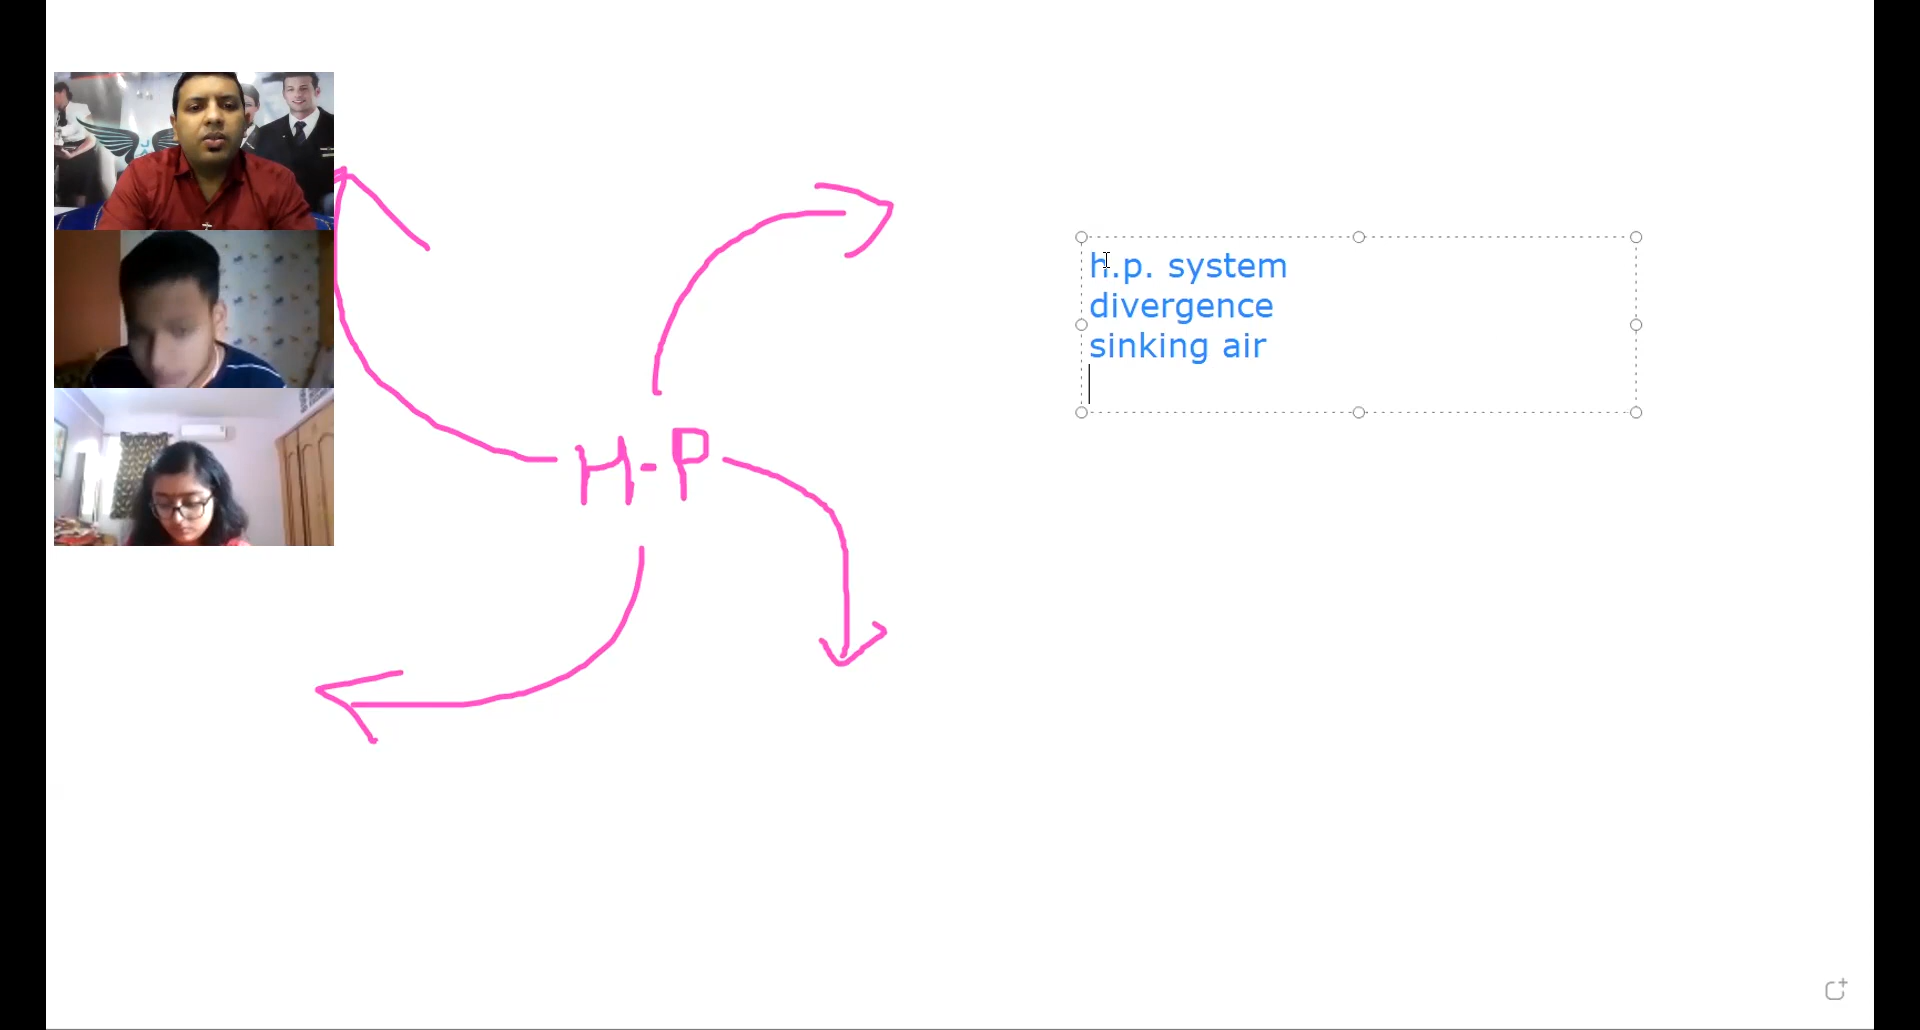 H-P
h.p. system
divergence
sinking air